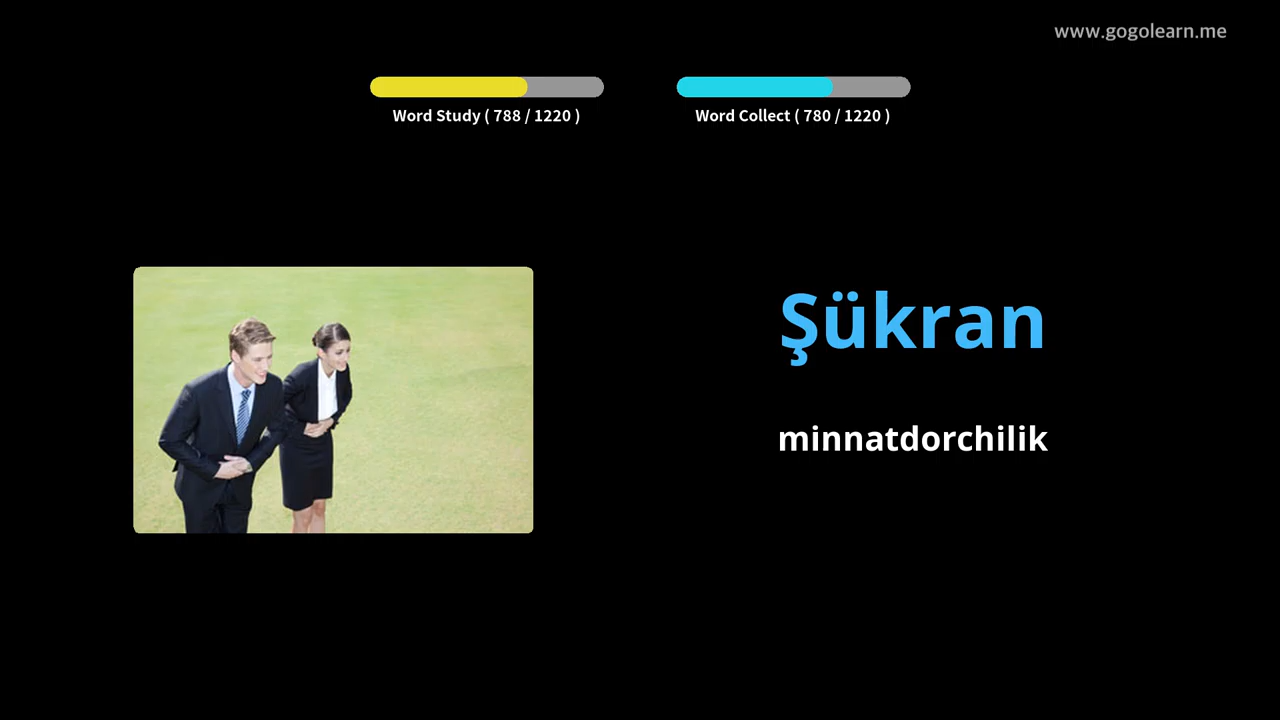 www.gogolearn.me
Word Study ( 788 / 1220 )
Word Collect ( 780 / 1220 )
Şükran
minnatdorchilik